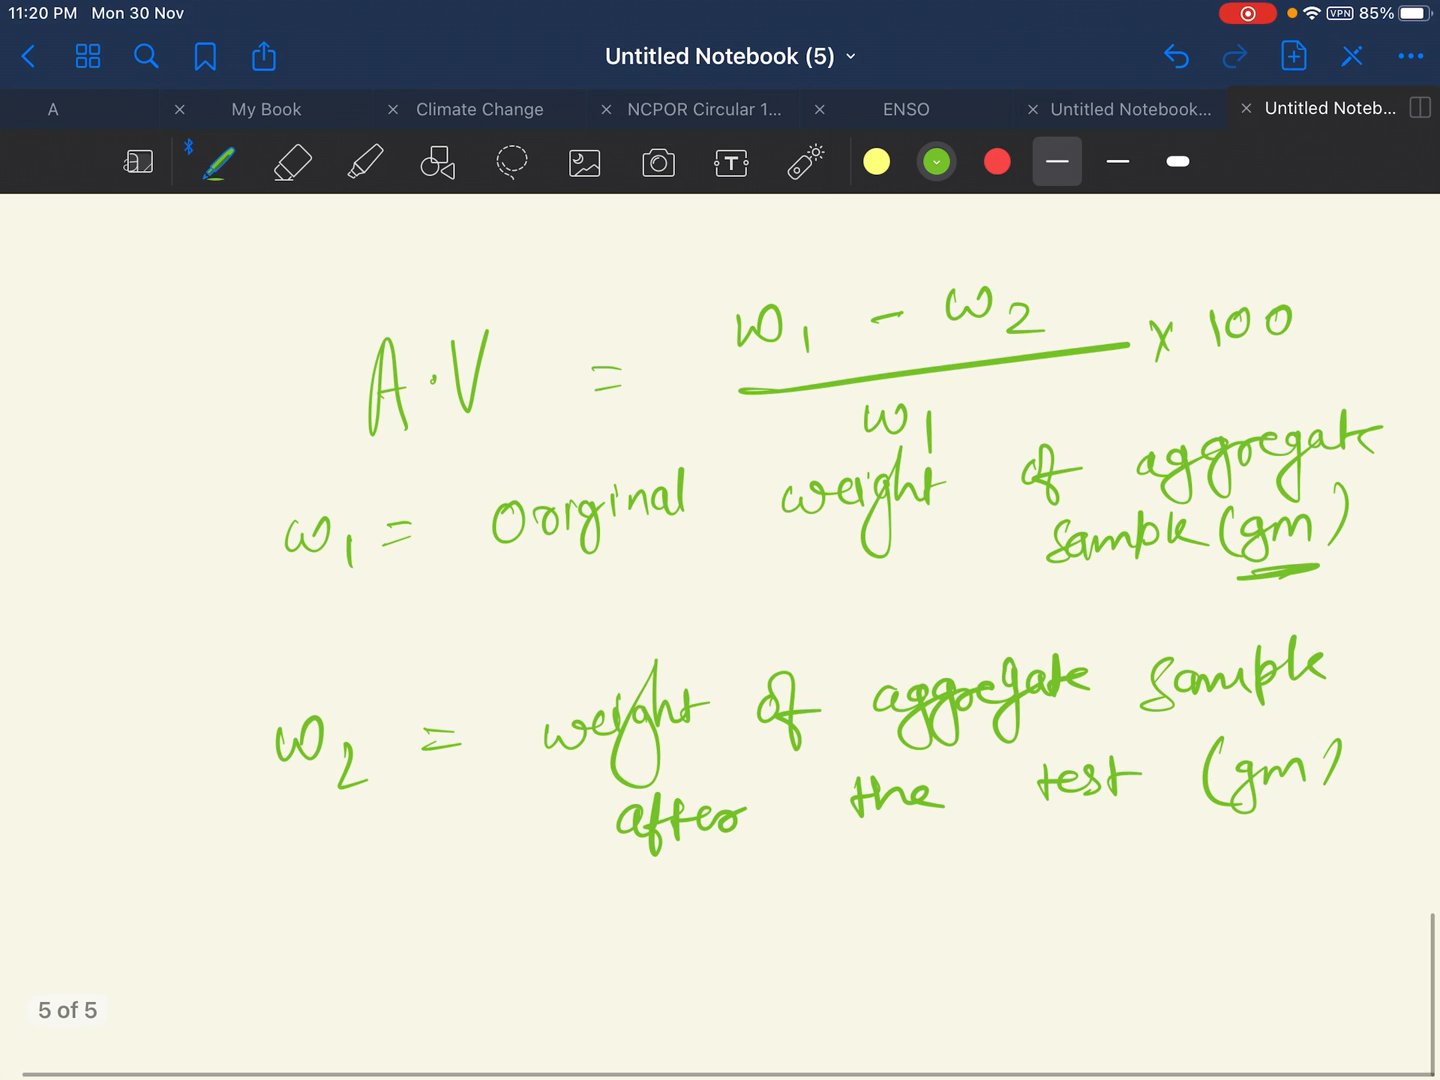 11:20 PM Mon 30 Nov VPN 85%
Untitled Notebook (5)
A My Book Climate Change NCPOR Circular 1... ENSO Untitled Notebook... Untitled Noteb...
T
A.V = W1 - W2 x 100
W1
W1 = Oorginal weight of aggregate
sample (gm)
W2 = weight of aggregate sample
after the test (gm)
5 of 5